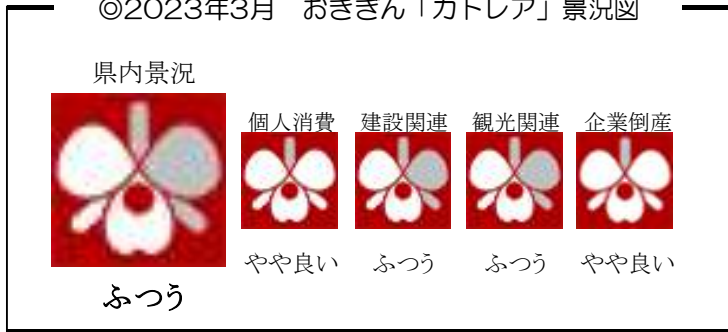 ◎2023年3月　おきぎん「カトレア」景況図
県内景況
個人消費　建設関連　観光関連　企業倒産
やや良い　ふつう　ふつう　やや良い
ふつう